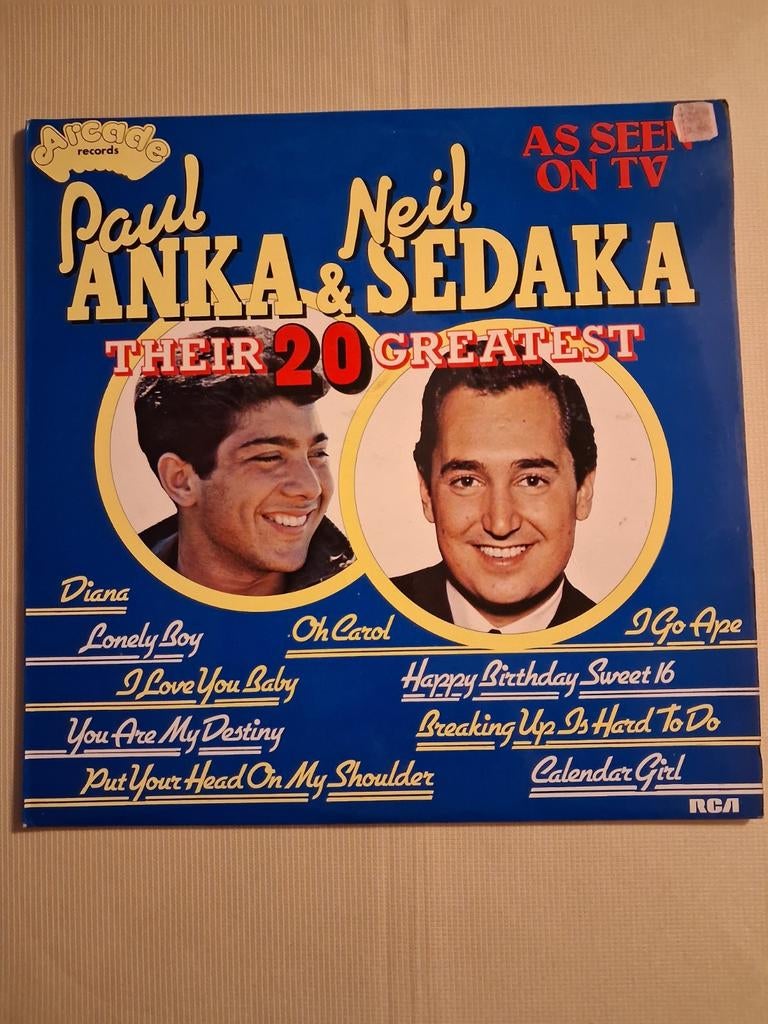 Arcade
records
AS SEEN
ON TV
Paul
ANKA
&
Neil
SEDAKA
THEIR 20 GREATEST
Diana
Lonely Boy
I Love You Baby
You Are My Destiny
Put Your Head On My Shoulder
Oh Carol
I Go Ape
Happy Birthday Sweet 16
Breaking Up Is Hard To Do
Calendar Girl
RCA